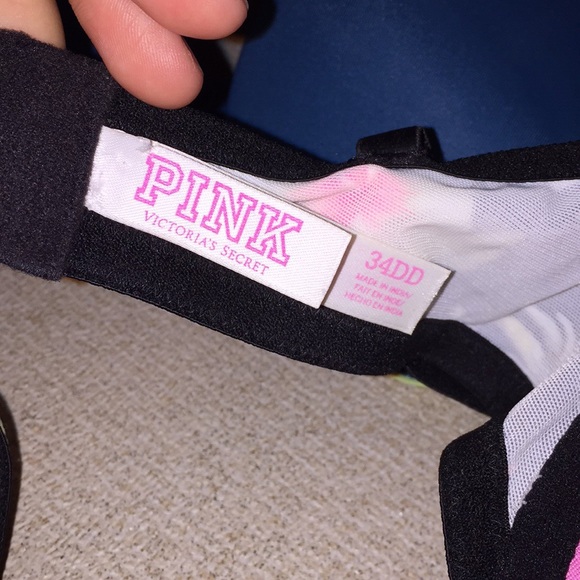 PINK
VICTORIA'S SECRET
34DD
MADE IN INDIA/
FAIT EN INDE/
HECHO EN INDIA